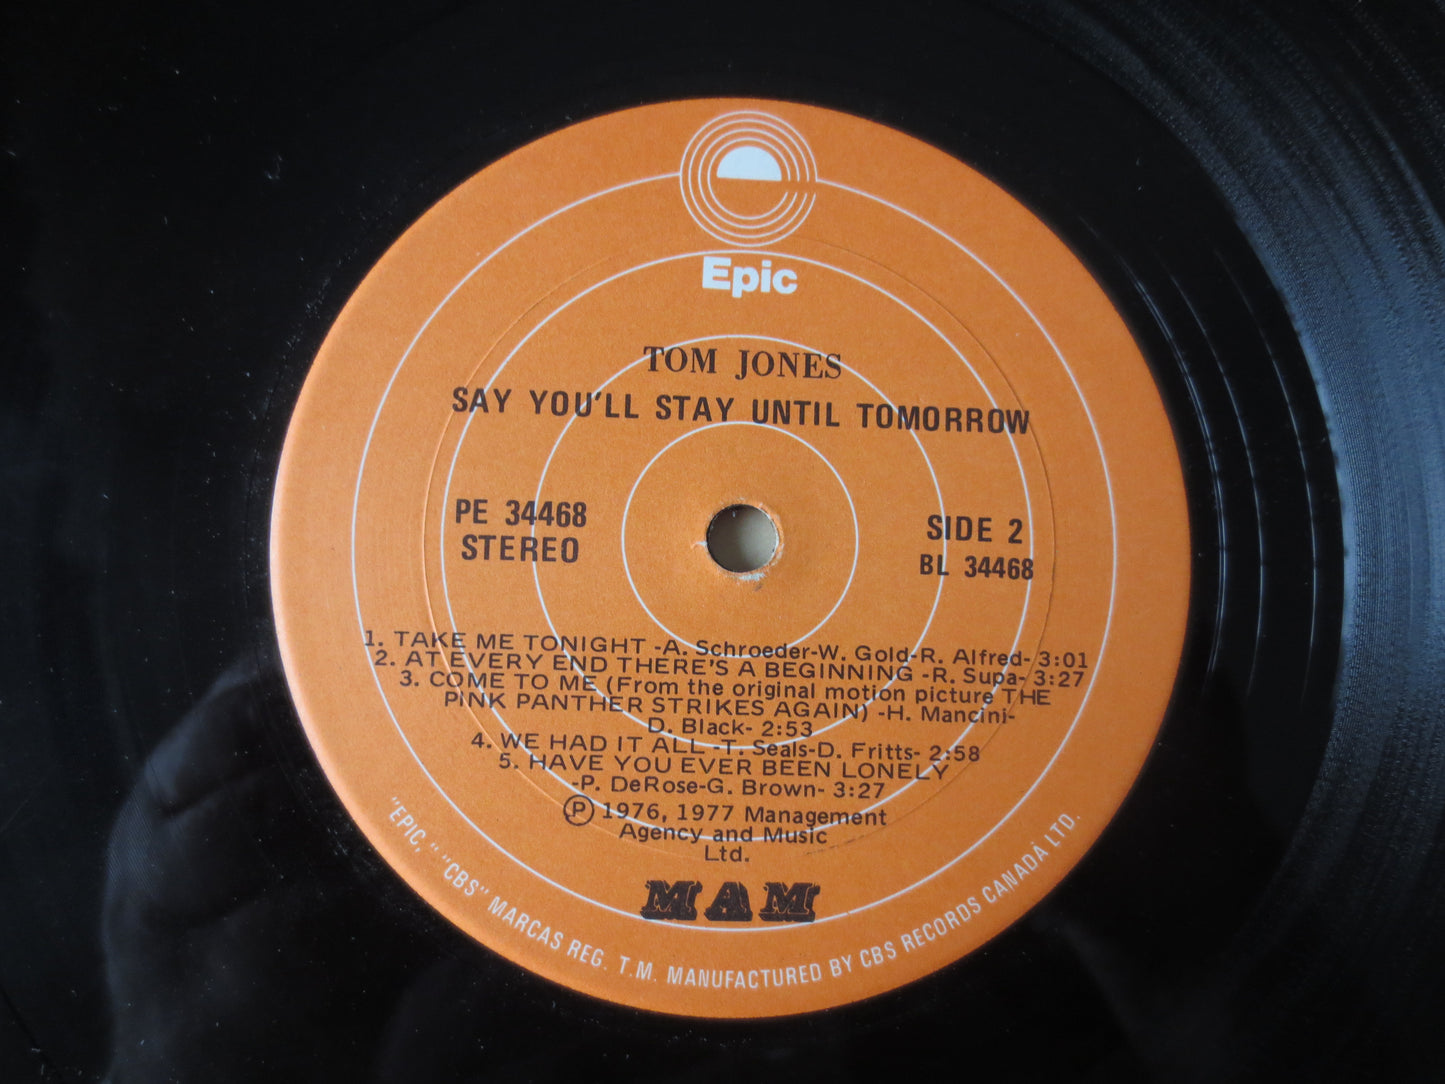 Epic
TOM JONES
SAY YOU'LL STAY UNTIL TOMORROW
PE 34468
STEREO
SIDE 2
BL 34468
1. TAKE ME TONIGHT -A. Schroeder-W. Gold-R. Alfred- 3:01
2. AT EVERY END THERE'S A BEGINNING -R. Supa- 3:27
3. COME TO ME (From the original motion picture THE
PINK PANTHER STRIKES AGAIN) -H. Mancini-
D. Black- 2:53
4. WE HAD IT ALL -T. Seals-D. Fritts- 2:58
5. HAVE YOU EVER BEEN LONELY
-P. DeRose-G. Brown- 3:27
Ⓟ 1976, 1977 Management
Agency and Music
Ltd.
MAM
"EPIC," "CBS" MARCAS REG. T.M. MANUFACTURED BY CBS RECORDS CANADA LTD.